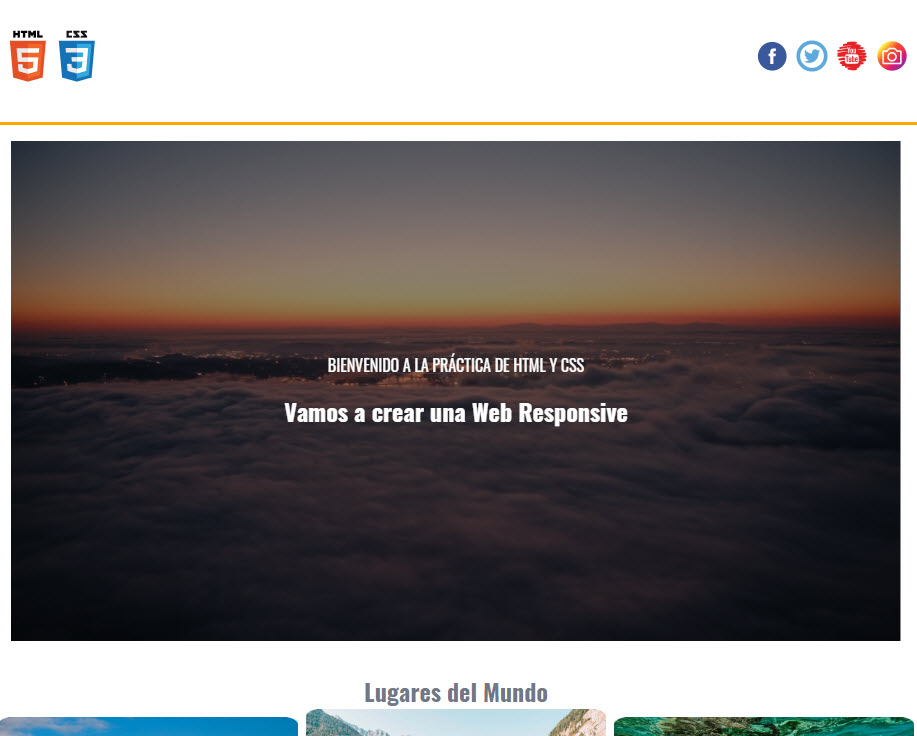 HTML CSS
5 3
f
You
Tube
BIENVENIDO A LA PRÁCTICA DE HTML Y CSS
Vamos a crear una Web Responsive
Lugares del Mundo